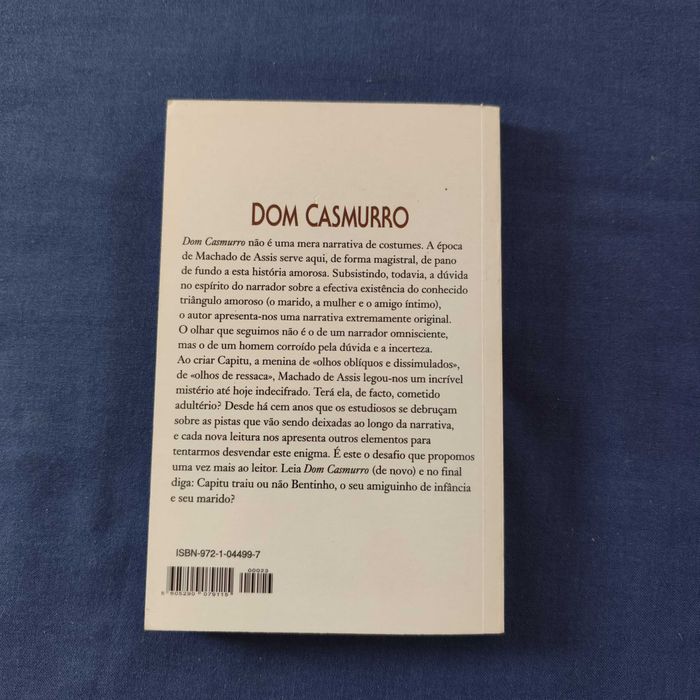 DOM CASMURRO
Dom Casmurro não é uma mera narrativa de costumes. A época
de Machado de Assis serve aqui, de forma magistral, de pano
de fundo a esta história amorosa. Subsistindo, todavia, a dúvida
no espírito do narrador sobre a efectiva existência do conhecido
triângulo amoroso (o marido, a mulher e o amigo íntimo),
o autor apresenta-nos uma narrativa extremamente original.
O olhar que seguimos não é o de um narrador omnisciente,
mas o de um homem corroído pela dúvida e a incerteza.
Ao criar Capitu, a menina de «olhos oblíquos e dissimulados»,
de «olhos de ressaca», Machado de Assis legou-nos um incrível
mistério até hoje indecifrado. Terá ela, de facto, cometido
adultério? Desde há cem anos que os estudiosos se debruçam
sobre as pistas que vão sendo deixadas ao longo da narrativa,
e cada nova leitura nos apresenta outros elementos para
tentarmos desvendar este enigma. É este o desafio que propomos
uma vez mais ao leitor. Leia Dom Casmurro (de novo) e no final
diga: Capitu traiu ou não Bentinho, o seu amiguinho de infância
e seu marido?
ISBN-972-1-04499-7
00023
5 605290 079115